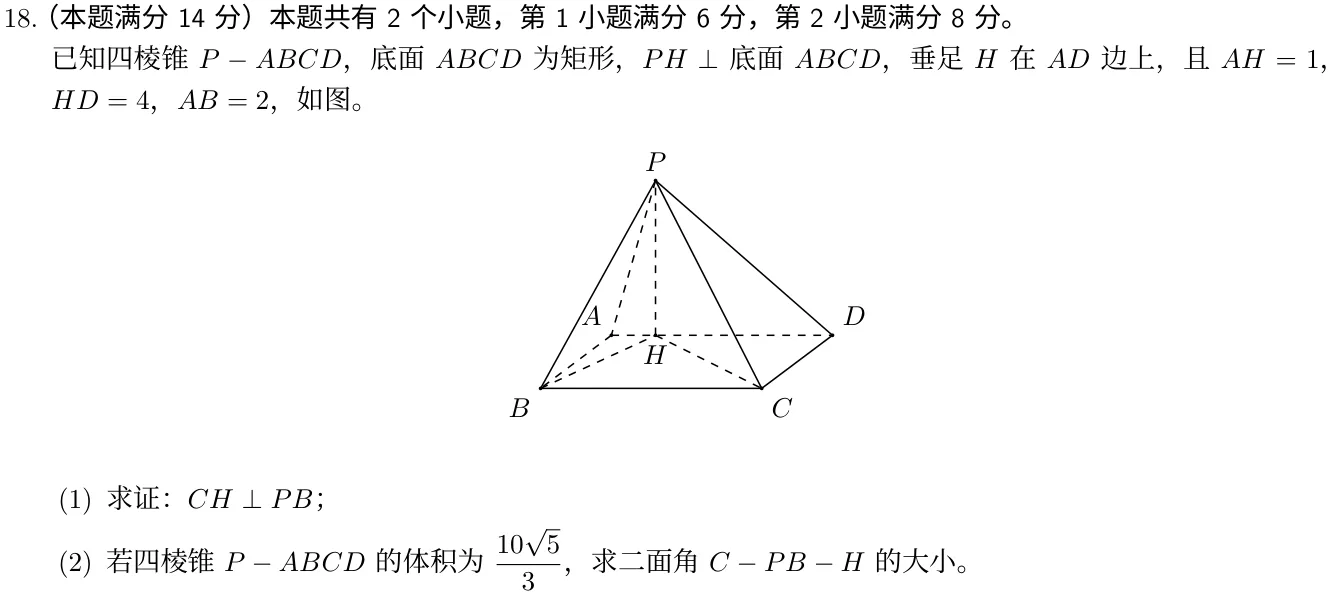 18.（本题满分 14 分）本题共有 2 个小题，第 1 小题满分 6 分，第 2 小题满分 8 分。
已知四棱锥 P − ABCD，底面 ABCD 为矩形，PH ⊥ 底面 ABCD，垂足 H 在 AD 边上，且 AH = 1，
HD = 4，AB = 2，如图。
P
A
D
H
B
C
(1) 求证：CH ⊥ PB；
(2) 若四棱锥 P − ABCD 的体积为 \frac{10\sqrt{5}}{3}，求二面角 C − PB − H 的大小。